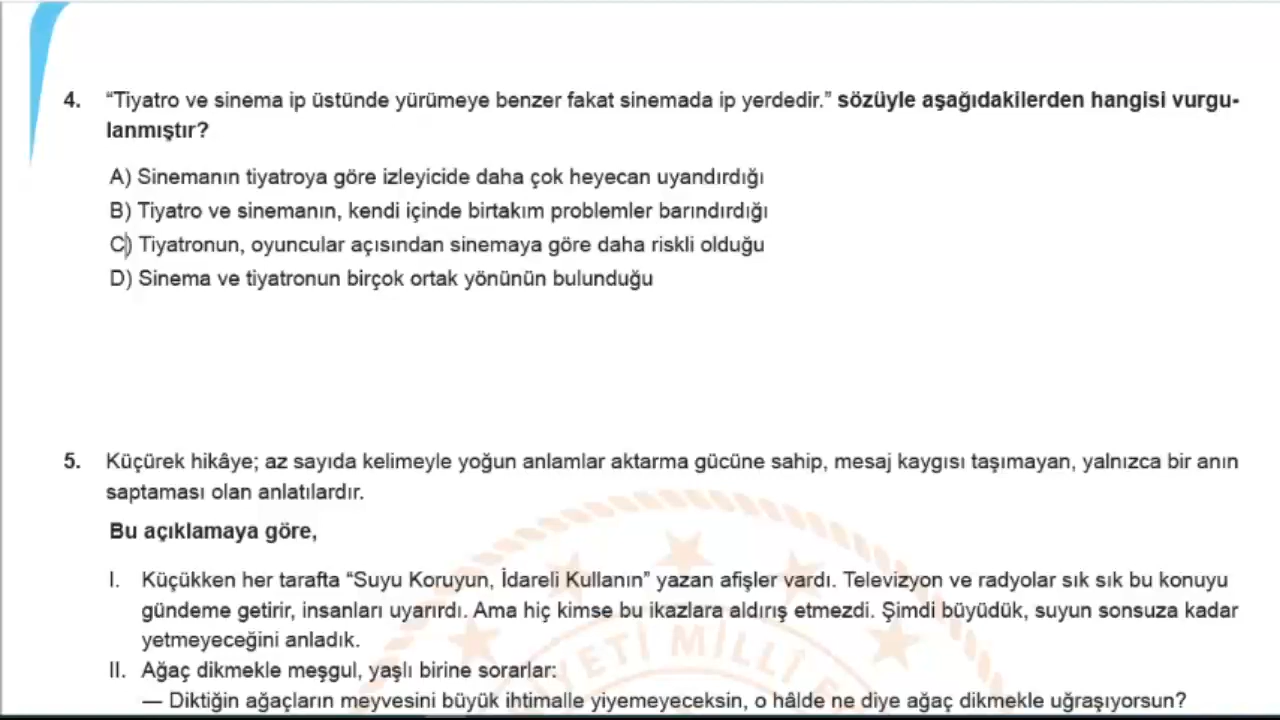 4. “Tiyatro ve sinema ip üstünde yürümeye benzer fakat sinemada ip yerdedir.” sözüyle aşağıdakilerden hangisi vurgu-
lanmıştır?
A) Sinemanın tiyatroya göre izleyicide daha çok heyecan uyandırdığı
B) Tiyatro ve sinemanın, kendi içinde birtakım problemler barındırdığı
C) Tiyatronun, oyuncular açısından sinemaya göre daha riskli olduğu
D) Sinema ve tiyatronun birçok ortak yönünün bulunduğu
5. Küçürek hikâye; az sayıda kelimeyle yoğun anlamlar aktarma gücüne sahip, mesaj kaygısı taşımayan, yalnızca bir anın
saptaması olan anlatılardır.
Bu açıklamaya göre,
I. Küçükken her tarafta “Suyu Koruyun, İdareli Kullanın” yazan afişler vardı. Televizyon ve radyolar sık sık bu konuyu
gündeme getirir, insanları uyarırdı. Ama hiç kimse bu ikazlara aldırış etmezdi. Şimdi büyüdük, suyun sonsuza kadar
yetmeyeceğini anladık.
II. Ağaç dikmekle meşgul, yaşlı birine sorarlar:
— Diktiğin ağaçların meyvesini büyük ihtimalle yiyemeyeceksin, o hâlde ne diye ağaç dikmekle uğraşıyorsun?
YETİ MİLLÎ E